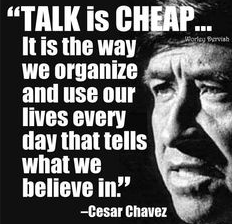 “TALK is CHEAP...
It is the way
we organize
and use our
lives every
day that tells
what we
believe in.”
–Cesar Chavez